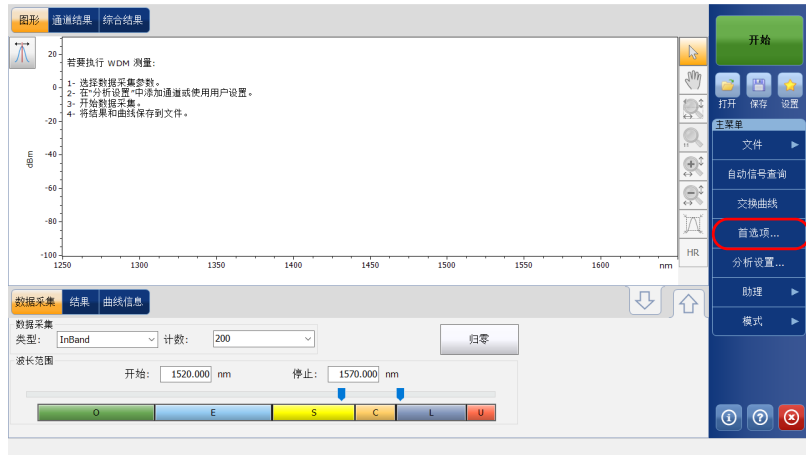 图形 通道结果 综合结果
若要执行 WDM 测量:
1- 选择数据采集参数。
2- 在“分析设置”中添加通道或使用用户设置。
3- 开始数据采集。
4- 将结果和曲线保存到文件。
dBm
20
0
-20
-40
-60
-80
-100
1250 1300 1350 1400 1450 1500 1550 1600 nm
HR
数据采集 结果 曲线信息
数据采集
类型: InBand 计数: 200 归零
波长范围
开始: 1520.000 nm 停止: 1570.000 nm
O E S C L U
开始
打开 保存 设置
主菜单
文件
自动信号查询
交换曲线
首选项...
分析设置...
助理
模式